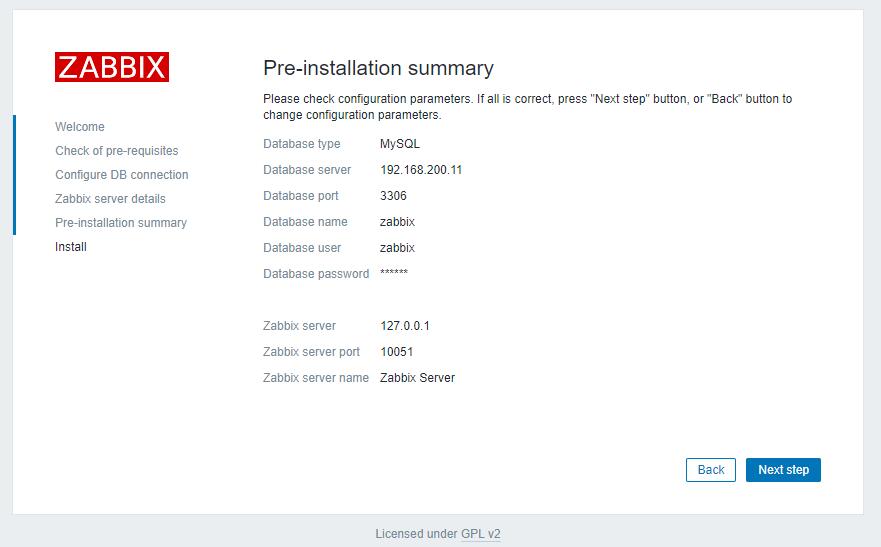 ZABBIX
Welcome
Check of pre-requisites
Configure DB connection
Zabbix server details
Pre-installation summary
Install
Pre-installation summary
Please check configuration parameters. If all is correct, press "Next step" button, or "Back" button to
change configuration parameters.
Database type MySQL
Database server 192.168.200.11
Database port 3306
Database name zabbix
Database user zabbix
Database password ******
Zabbix server 127.0.0.1
Zabbix server port 10051
Zabbix server name Zabbix Server
Back Next step
Licensed under GPL v2